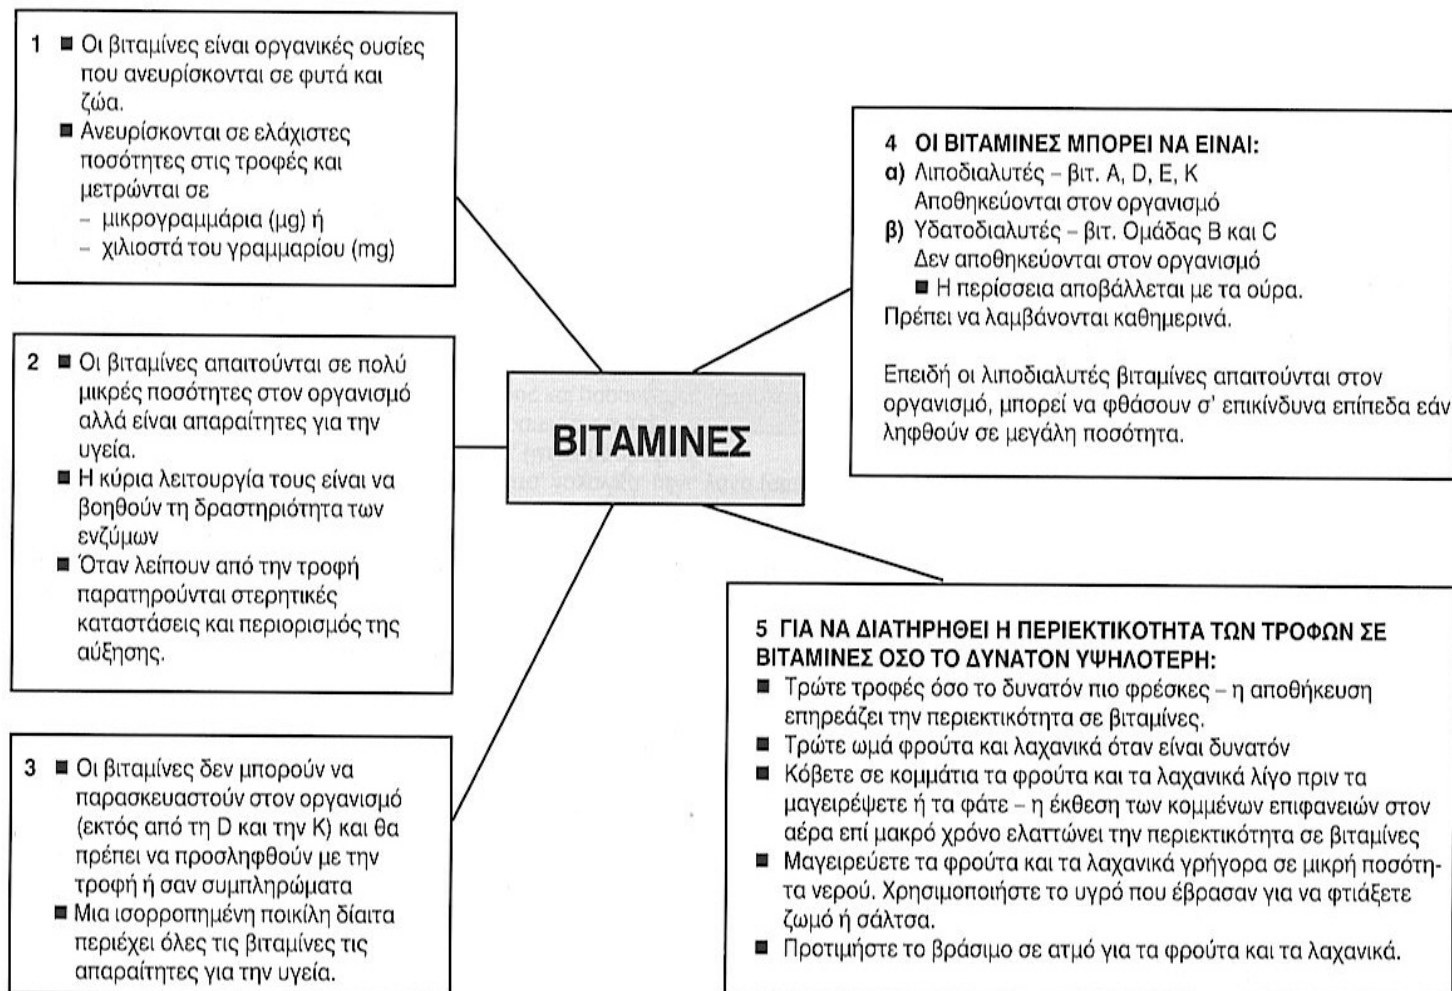 1 ■ Οι βιταμίνες είναι οργανικές ουσίες
που ανευρίσκονται σε φυτά και
ζώα.
■ Ανευρίσκονται σε ελάχιστες
ποσότητες στις τροφές και
μετρώνται σε
– μικρογραμμάρια (μg) ή
– χιλιοστά του γραμμαρίου (mg)
2 ■ Οι βιταμίνες απαιτούνται σε πολύ
μικρές ποσότητες στον οργανισμό
αλλά είναι απαραίτητες για την
υγεία.
■ Η κύρια λειτουργία τους είναι να
βοηθούν τη δραστηριότητα των
ενζύμων
■ Όταν λείπουν από την τροφή
παρατηρούνται στερητικές
καταστάσεις και περιορισμός της
αύξησης.
3 ■ Οι βιταμίνες δεν μπορούν να
παρασκευαστούν στον οργανισμό
(εκτός από τη D και την K) και θα
πρέπει να προσληφθούν με την
τροφή ή σαν συμπληρώματα
■ Μια ισορροπημένη ποικίλη δίαιτα
περιέχει όλες τις βιταμίνες τις
απαραίτητες για την υγεία.
ΒΙΤΑΜΙΝΕΣ
4 ΟΙ ΒΙΤΑΜΙΝΕΣ ΜΠΟΡΕΙ ΝΑ ΕΙΝΑΙ:
α) Λιποδιαλυτές – βιτ. A, D, E, K
Αποθηκεύονται στον οργανισμό
β) Υδατοδιαλυτές – βιτ. Ομάδας B και C
Δεν αποθηκεύονται στον οργανισμό
■ Η περίσσεια αποβάλλεται με τα ούρα.
Πρέπει να λαμβάνονται καθημερινά.
Επειδή οι λιποδιαλυτές βιταμίνες απαιτούνται στον
οργανισμό, μπορεί να φθάσουν σ' επικίνδυνα επίπεδα εάν
ληφθούν σε μεγάλη ποσότητα.
5 ΓΙΑ ΝΑ ΔΙΑΤΗΡΗΘΕΙ Η ΠΕΡΙΕΚΤΙΚΟΤΗΤΑ ΤΩΝ ΤΡΟΦΩΝ ΣΕ
ΒΙΤΑΜΙΝΕΣ ΟΣΟ ΤΟ ΔΥΝΑΤΟΝ ΥΨΗΛΟΤΕΡΗ:
■ Τρώτε τροφές όσο το δυνατόν πιο φρέσκες – η αποθήκευση
επηρεάζει την περιεκτικότητα σε βιταμίνες.
■ Τρώτε ωμά φρούτα και λαχανικά όταν είναι δυνατόν
■ Κόβετε σε κομμάτια τα φρούτα και τα λαχανικά λίγο πριν τα
μαγειρέψετε ή τα φάτε – η έκθεση των κομμένων επιφανειών στον
αέρα επί μακρό χρόνο ελαττώνει την περιεκτικότητα σε βιταμίνες
■ Μαγειρεύετε τα φρούτα και τα λαχανικά γρήγορα σε μικρή ποσότη-
τα νερού. Χρησιμοποιήστε το υγρό που έβρασαν για να φτιάξετε
ζωμό ή σάλτσα.
■ Προτιμήστε το βράσιμο σε ατμό για τα φρούτα και τα λαχανικά.